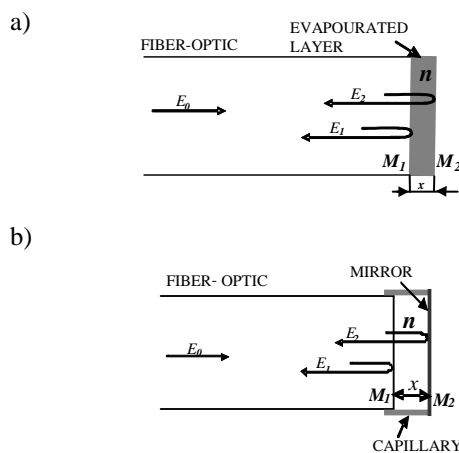 a)
EVAPOURATED
FIBER-OPTIC LAYER
n
E₀ E₂
E₁
M₁ M₂
x
b)
MIRROR
FIBER- OPTIC
n
E₀ E₂
E₁
M₁ x M₂
CAPILLARY